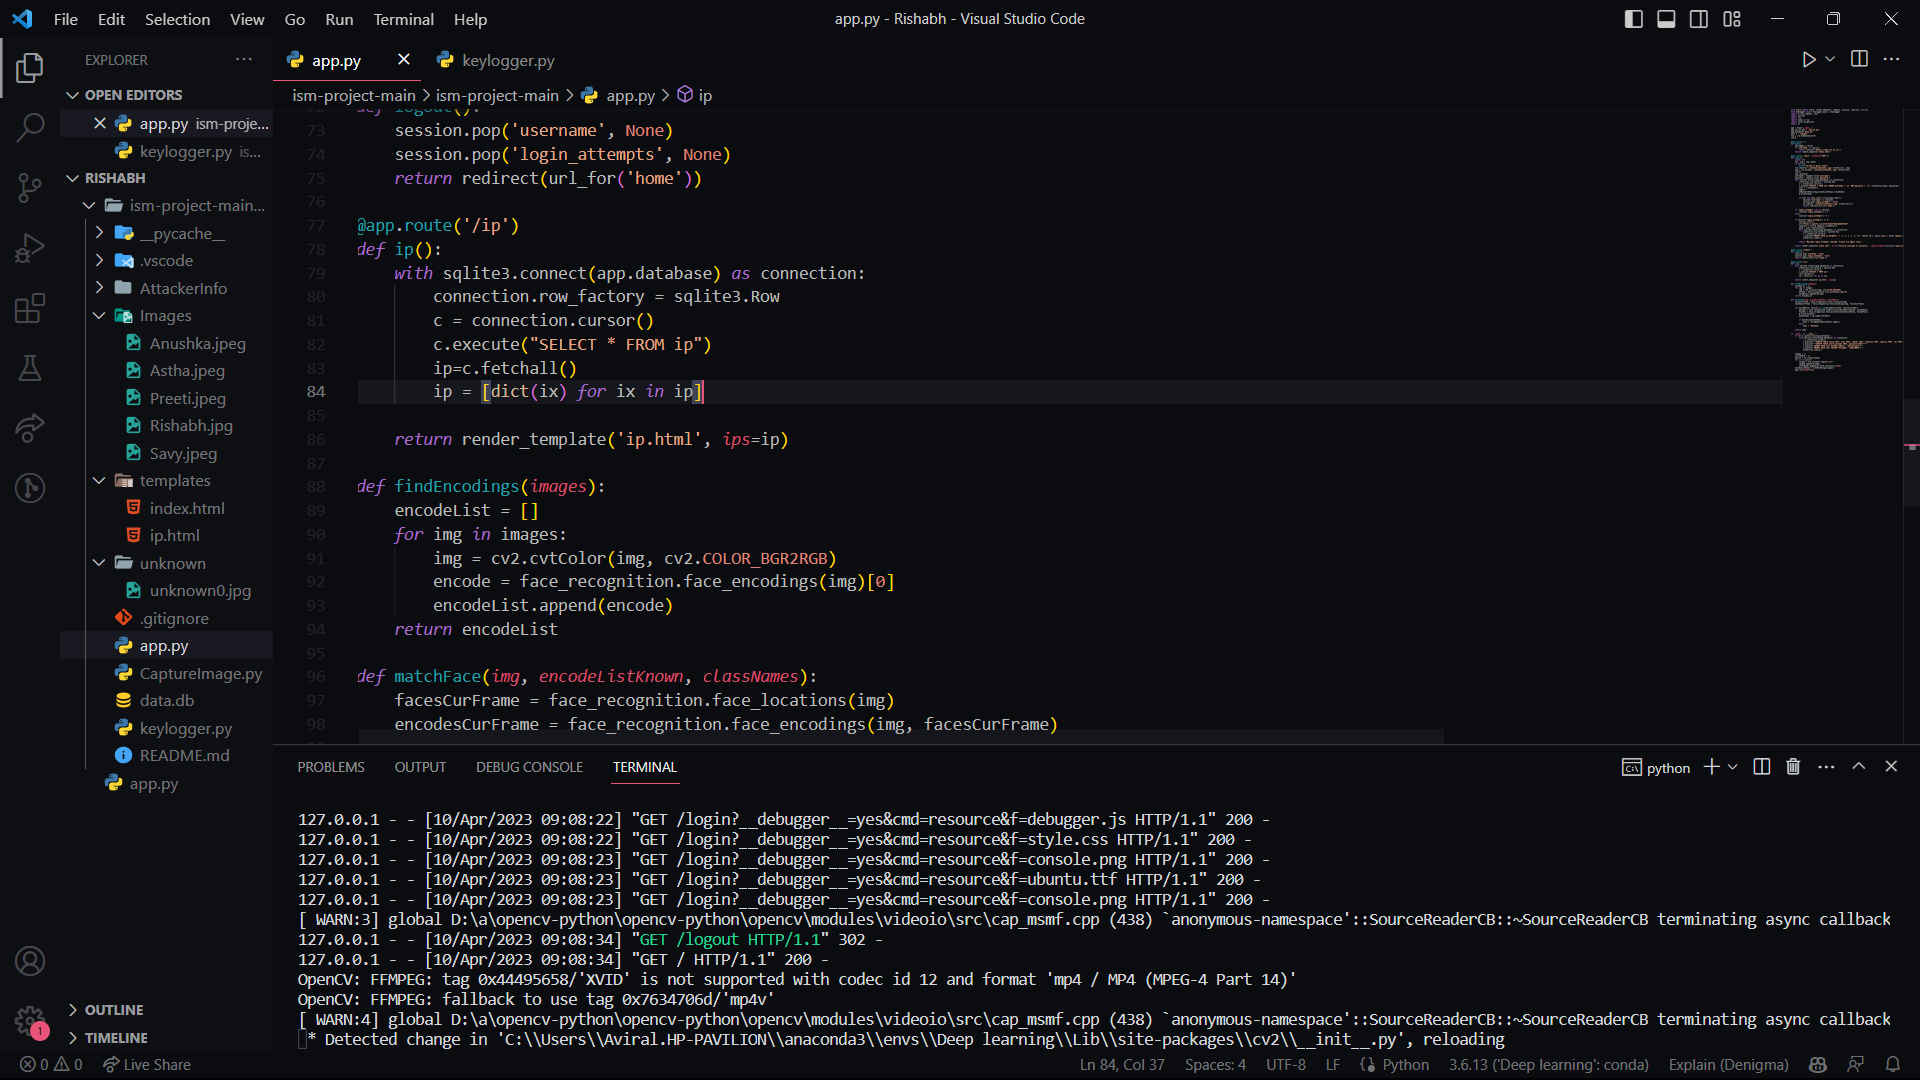 File Edit Selection View Go Run Terminal Help
app.py - Rishabh - Visual Studio Code
EXPLORER
OPEN EDITORS
app.py ism-proje...
keylogger.py is...
RISHABH
ism-project-main...
__pycache__
.vscode
AttackerInfo
Images
Anushka.jpeg
Astha.jpeg
Preeti.jpeg
Rishabh.jpg
Savy.jpeg
templates
index.html
ip.html
unknown
unknown0.jpg
.gitignore
app.py
CaptureImage.py
data.db
keylogger.py
README.md
app.py
OUTLINE
TIMELINE
app.py
keylogger.py
ism-project-main > ism-project-main > app.py > ip
def logout():
73 session.pop('username', None)
74 session.pop('login_attempts', None)
75 return redirect(url_for('home'))
76
77 @app.route('/ip')
78 def ip():
79 with sqlite3.connect(app.database) as connection:
80 connection.row_factory = sqlite3.Row
81 c = connection.cursor()
82 c.execute("SELECT * FROM ip")
83 ip=c.fetchall()
84 ip = [dict(ix) for ix in ip]
85
86 return render_template('ip.html', ips=ip)
87
88 def findEncodings(images):
89 encodeList = []
90 for img in images:
91 img = cv2.cvtColor(img, cv2.COLOR_BGR2RGB)
92 encode = face_recognition.face_encodings(img)[0]
93 encodeList.append(encode)
94 return encodeList
95
96 def matchFace(img, encodeListKnown, classNames):
97 facesCurFrame = face_recognition.face_locations(img)
98 encodesCurFrame = face_recognition.face_encodings(img, facesCurFrame)
PROBLEMS OUTPUT DEBUG CONSOLE TERMINAL
python
127.0.0.1 - - [10/Apr/2023 09:08:22] "GET /login?__debugger__=yes&cmd=resource&f=debugger.js HTTP/1.1" 200 -
127.0.0.1 - - [10/Apr/2023 09:08:22] "GET /login?__debugger__=yes&cmd=resource&f=style.css HTTP/1.1" 200 -
127.0.0.1 - - [10/Apr/2023 09:08:23] "GET /login?__debugger__=yes&cmd=resource&f=console.png HTTP/1.1" 200 -
127.0.0.1 - - [10/Apr/2023 09:08:23] "GET /login?__debugger__=yes&cmd=resource&f=ubuntu.ttf HTTP/1.1" 200 -
127.0.0.1 - - [10/Apr/2023 09:08:23] "GET /login?__debugger__=yes&cmd=resource&f=console.png HTTP/1.1" 200 -
[ WARN:3] global D:\a\opencv-python\opencv-python\opencv\modules\videoio\src\cap_msmf.cpp (438) `anonymous-namespace'::SourceReaderCB::~SourceReaderCB terminating async callback
127.0.0.1 - - [10/Apr/2023 09:08:34] "GET /logout HTTP/1.1" 302 -
127.0.0.1 - - [10/Apr/2023 09:08:34] "GET / HTTP/1.1" 200 -
OpenCV: FFMPEG: tag 0x44495658/'XVID' is not supported with codec id 12 and format 'mp4 / MP4 (MPEG-4 Part 14)'
OpenCV: FFMPEG: fallback to use tag 0x7634706d/'mp4v'
[ WARN:4] global D:\a\opencv-python\opencv-python\opencv\modules\videoio\src\cap_msmf.cpp (438) `anonymous-namespace'::SourceReaderCB::~SourceReaderCB terminating async callback
* Detected change in 'C:\\Users\\Aviral.HP-PAVILION\\anaconda3\\envs\\Deep learning\\Lib\\site-packages\\cv2\\__init__.py', reloading
1
0 0 Live Share
Ln 84, Col 37 Spaces: 4 UTF-8 LF Python 3.6.13 ('Deep learning': conda) Explain (Denigma)